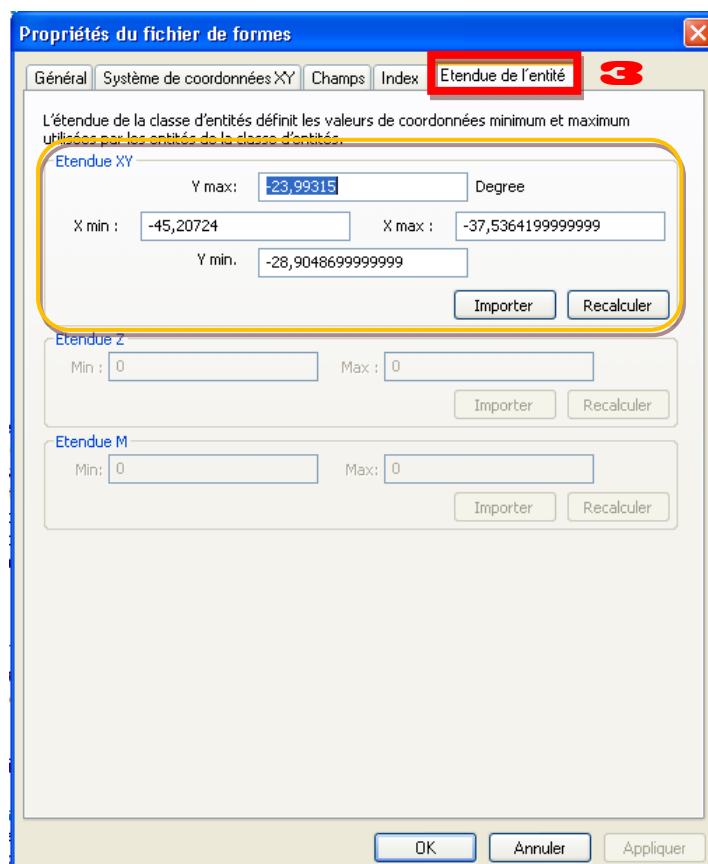 Propriétés du fichier de formes
Général Système de coordonnées XY Champs Index Etendue de l'entité 3
L'étendue de la classe d'entités définit les valeurs de coordonnées minimum et maximum
utilisées par les entités de la classe d'entités.
Etendue XY
Y max: -23,99315 Degree
X min : -45,20724 X max : -37,5364199999999
Y min. -28,9048699999999
Importer Recalculer
Etendue Z
Min : 0 Max : 0
Importer Recalculer
Etendue M
Min: 0 Max: 0
Importer Recalculer
OK Annuler Appliquer